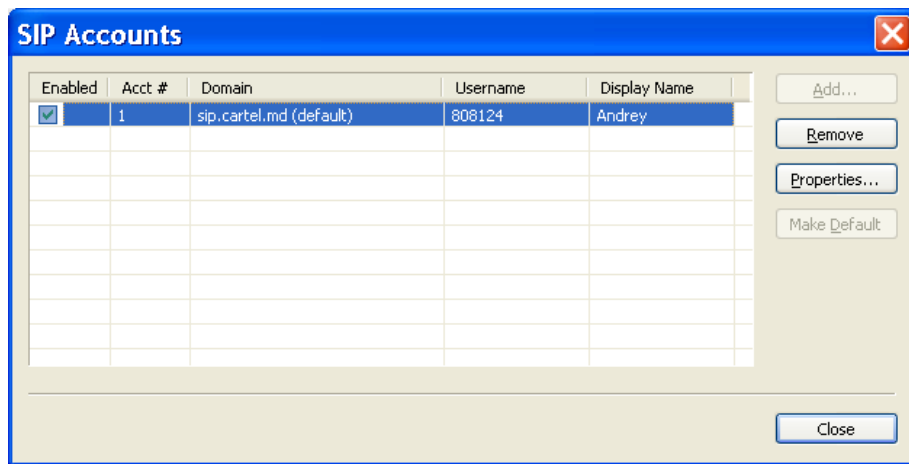 SIP Accounts
Enabled Acct # Domain Username Display Name
1 sip.cartel.md (default) 808124 Andrey
Add...
Remove
Properties...
Make Default
Close